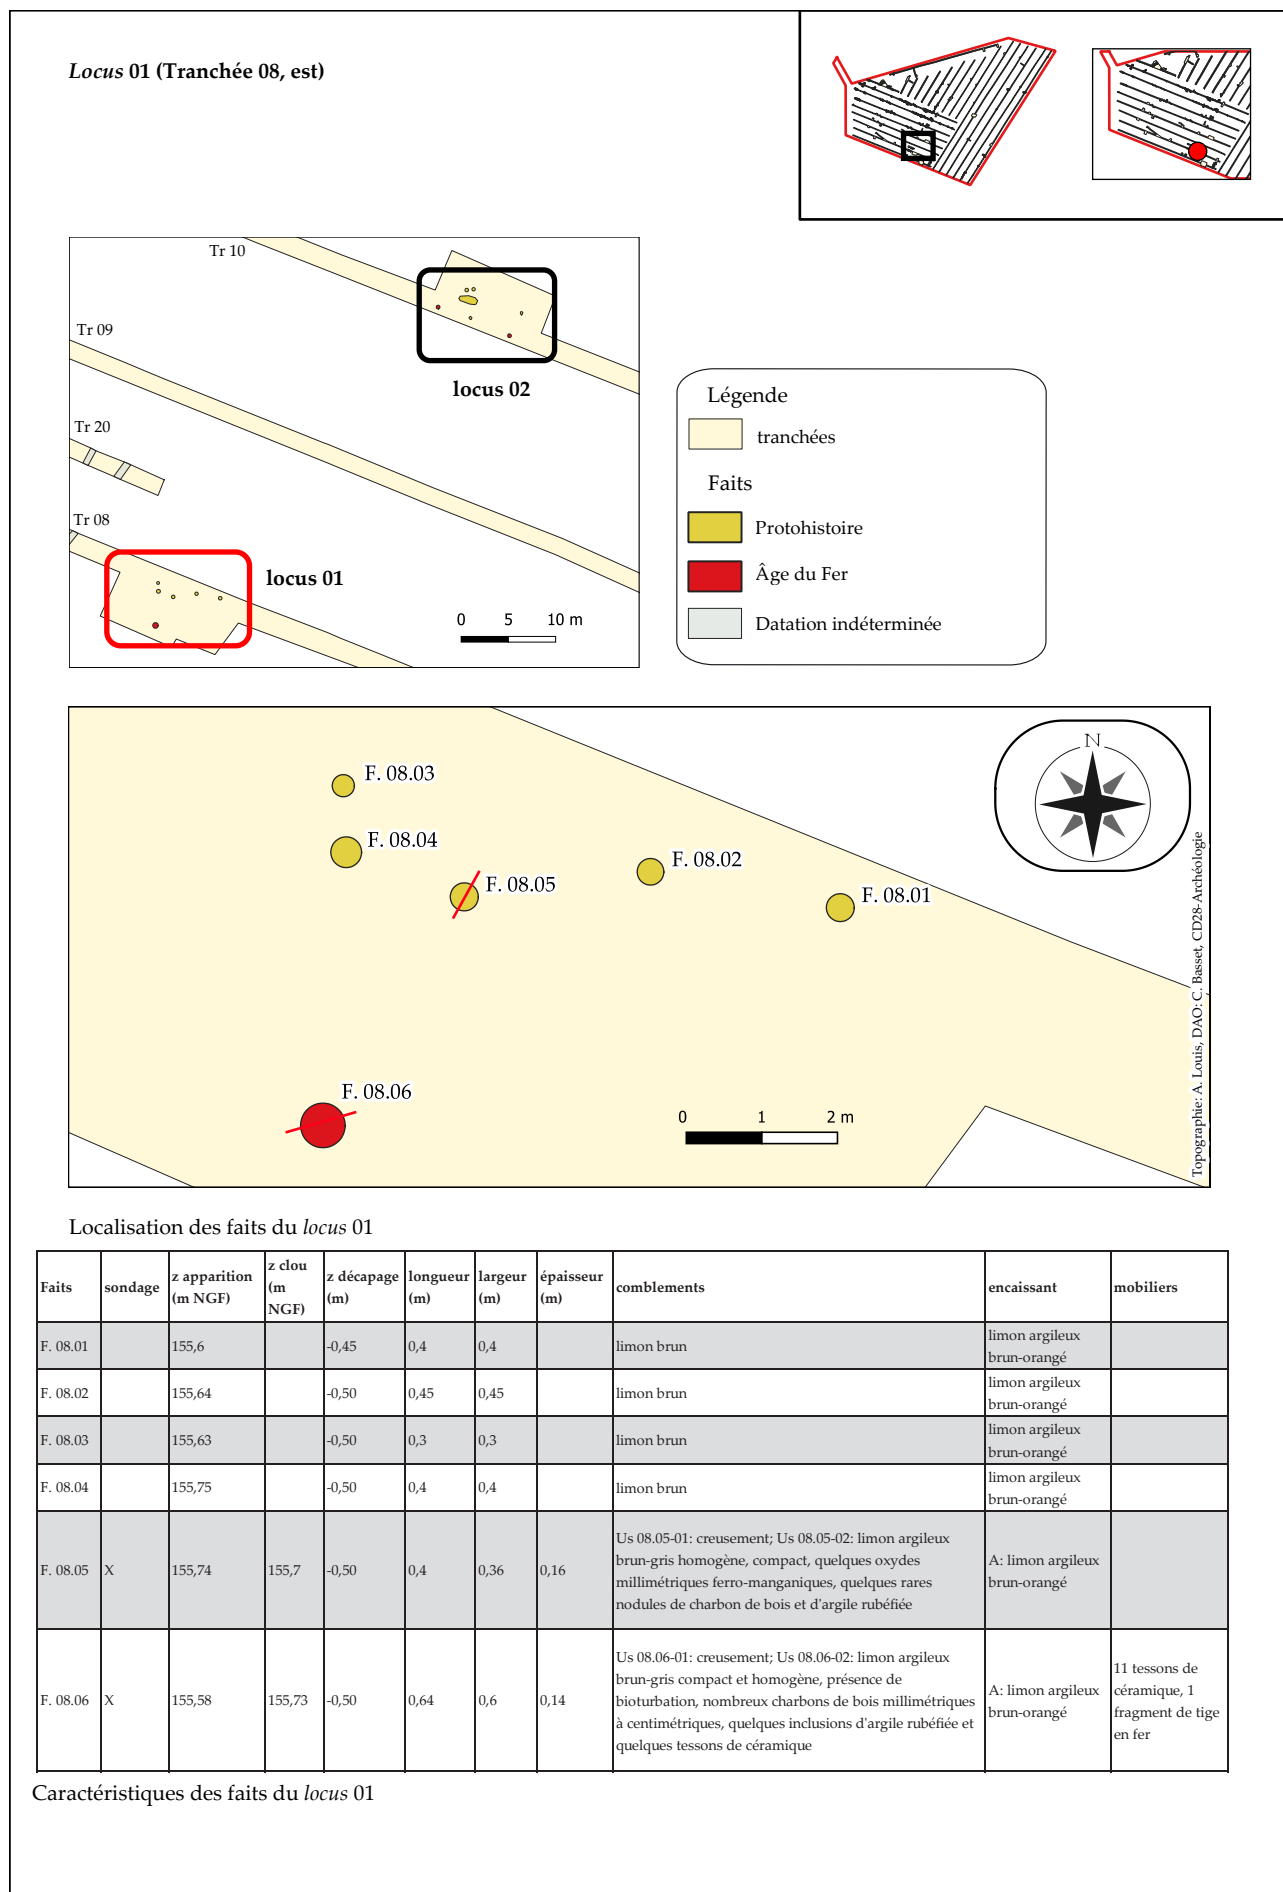 Locus 01 (Tranchée 08, est)
Tr 10
Tr 09
locus 02
Tr 20
Tr 08
locus 01
0 5 10 m
Légende
tranchées
Faits
Protohistoire
Âge du Fer
Datation indéterminée
N
F. 08.03
F. 08.04
F. 08.02
F. 08.05
F. 08.01
F. 08.06
0 1 2 m
Topographie: A. Louis, DAO: C. Basset, CD28-Archéologie
Localisation des faits du locus 01
Faits sondage z apparition (m NGF) z clou (m NGF) z décapage (m) longueur (m) largeur (m) épaisseur (m) comblements encaissant mobiliers
F. 08.01 155,6 -0,45 0,4 0,4 limon brun limon argileux brun-orangé
F. 08.02 155,64 -0,50 0,45 0,45 limon brun limon argileux brun-orangé
F. 08.03 155,63 -0,50 0,3 0,3 limon brun limon argileux brun-orangé
F. 08.04 155,75 -0,50 0,4 0,4 limon brun limon argileux brun-orangé
F. 08.05 X 155,74 155,7 -0,50 0,4 0,36 0,16 Us 08.05-01: creusement; Us 08.05-02: limon argileux
brun-gris homogène, compact, quelques oxydes
millimétriques ferro-manganiques, quelques rares
nodules de charbon de bois et d'argile rubéfiée
A: limon argileux
brun-orangé
F. 08.06 X 155,58 155,73 -0,50 0,64 0,6 0,14 Us 08.06-01: creusement; Us 08.06-02: limon argileux
brun-gris compact et homogène, présence de
bioturbation, nombreux charbons de bois millimétriques
à centimétriques, quelques inclusions d'argile rubéfiée et
quelques tessons de céramique
A: limon argileux
brun-orangé
11 tessons de
céramique, 1
fragment de tige
en fer
Caractéristiques des faits du locus 01